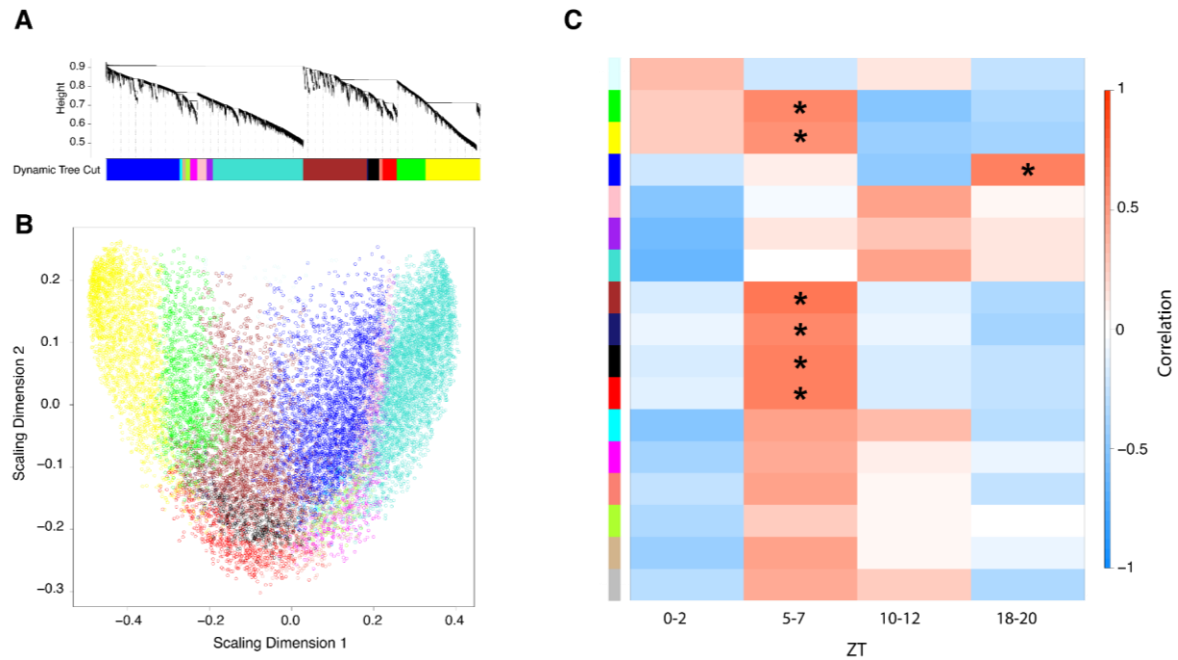 A
Height
0.9
0.8
0.7
0.6
0.5
Dynamic Tree Cut
B
Scaling Dimension 2
0.2
0.1
0.0
−0.1
−0.2
−0.3
−0.4 −0.2 0.0 0.2 0.4
Scaling Dimension 1
C
*
*
*
*
*
*
*
0-2 5-7 10-12 18-20
ZT
1
0.5
0
−0.5
−1
Correlation